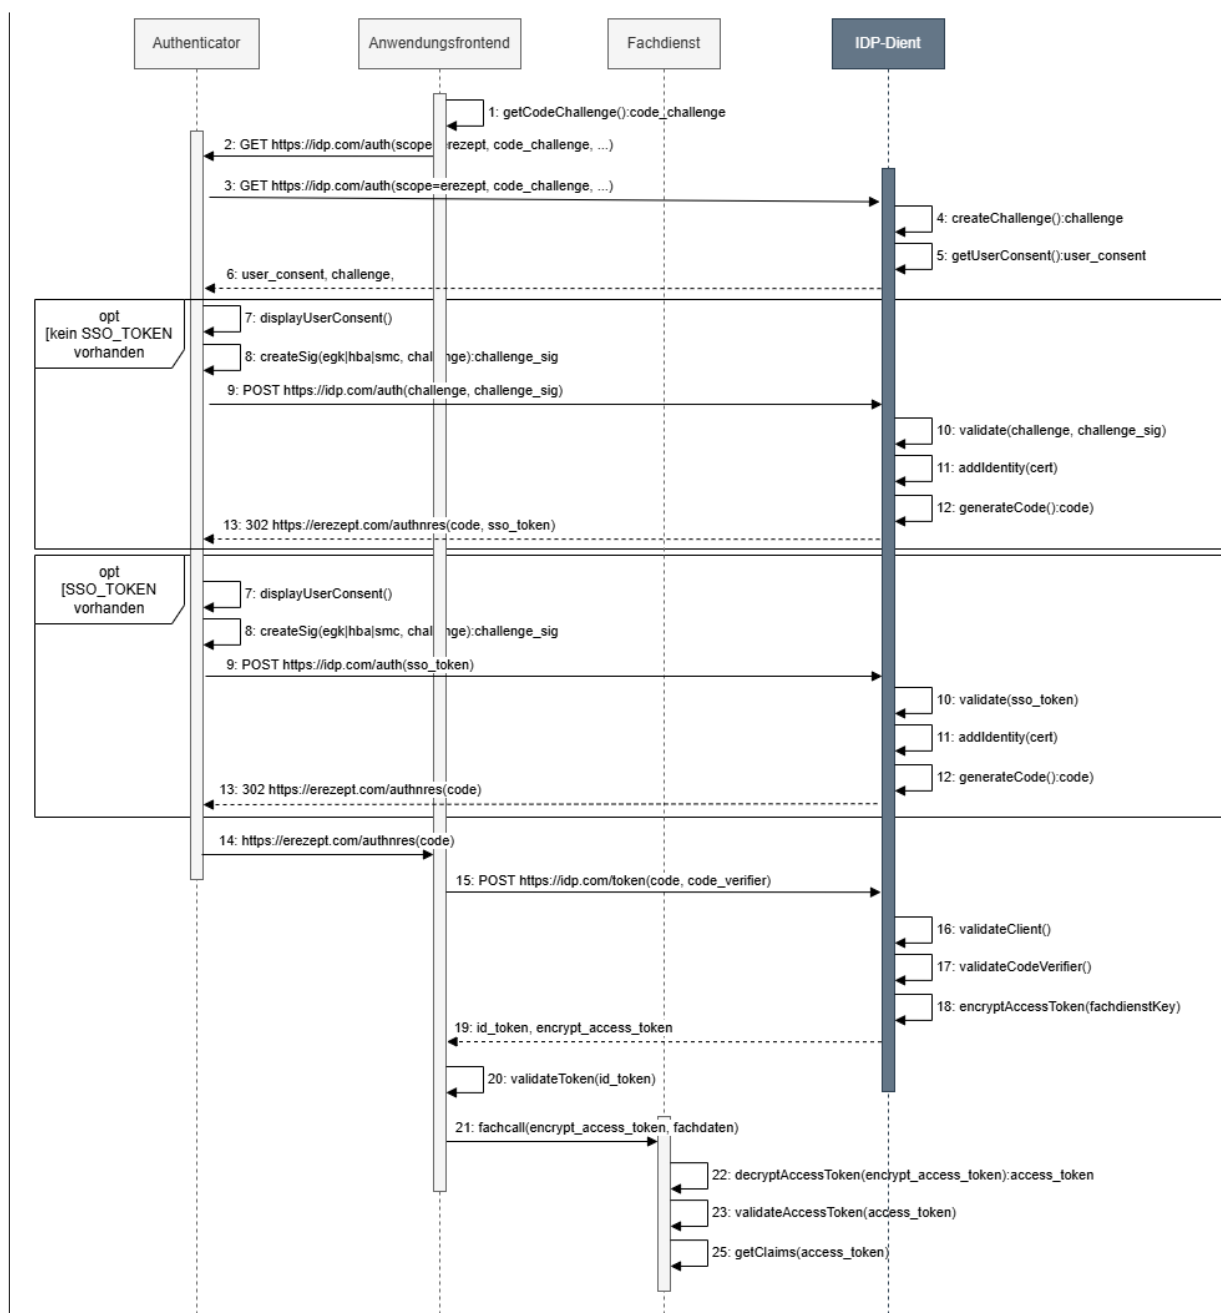 Authenticator
Anwendungsfrontend
Fachdienst
IDP-Dient
1: getCodeChallenge():code_challenge
2: GET https://idp.com/auth(scope=erezept, code_challenge, ...)
3: GET https://idp.com/auth(scope=erezept, code_challenge, ...)
4: createChallenge():challenge
5: getUserConsent():user_consent
6: user_consent, challenge,
opt
[kein SSO_TOKEN
vorhanden
7: displayUserConsent()
8: createSig(egk|hba|smc, challenge):challenge_sig
9: POST https://idp.com/auth(challenge, challenge_sig)
10: validate(challenge, challenge_sig)
11: addIdentity(cert)
12: generateCode():code)
13: 302 https://erezept.com/authnres(code, sso_token)
opt
[SSO_TOKEN
vorhanden
7: displayUserConsent()
8: createSig(egk|hba|smc, challenge):challenge_sig
9: POST https://idp.com/auth(sso_token)
10: validate(sso_token)
11: addIdentity(cert)
12: generateCode():code)
13: 302 https://erezept.com/authnres(code)
14: https://erezept.com/authnres(code)
15: POST https://idp.com/token(code, code_verifier)
16: validateClient()
17: validateCodeVerifier()
18: encryptAccessToken(fachdienstKey)
19: id_token, encrypt_access_token
20: validateToken(id_token)
21: fachcall(encrypt_access_token, fachdaten)
22: decryptAccessToken(encrypt_access_token):access_token
23: validateAccessToken(access_token)
25: getClaims(access_token)